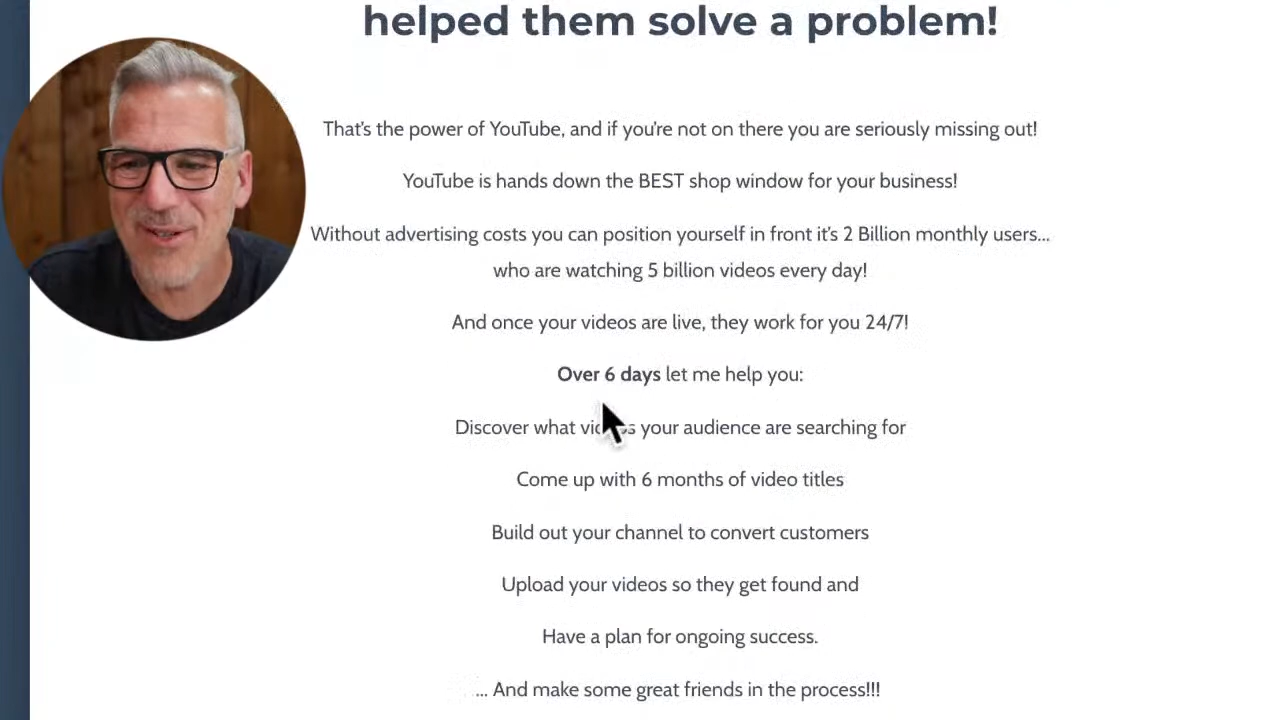 helped them solve a problem!
That's the power of YouTube, and if you're not on there you are seriously missing out!
YouTube is hands down the BEST shop window for your business!
Without advertising costs you can position yourself in front it's 2 Billion monthly users...
who are watching 5 billion videos every day!
And once your videos are live, they work for you 24/7!
Over 6 days let me help you:
Discover what your audience are searching for
Come up with 6 months of video titles
Build out your channel to convert customers
Upload your videos so they get found and
Have a plan for ongoing success.
... And make some great friends in the process!!!